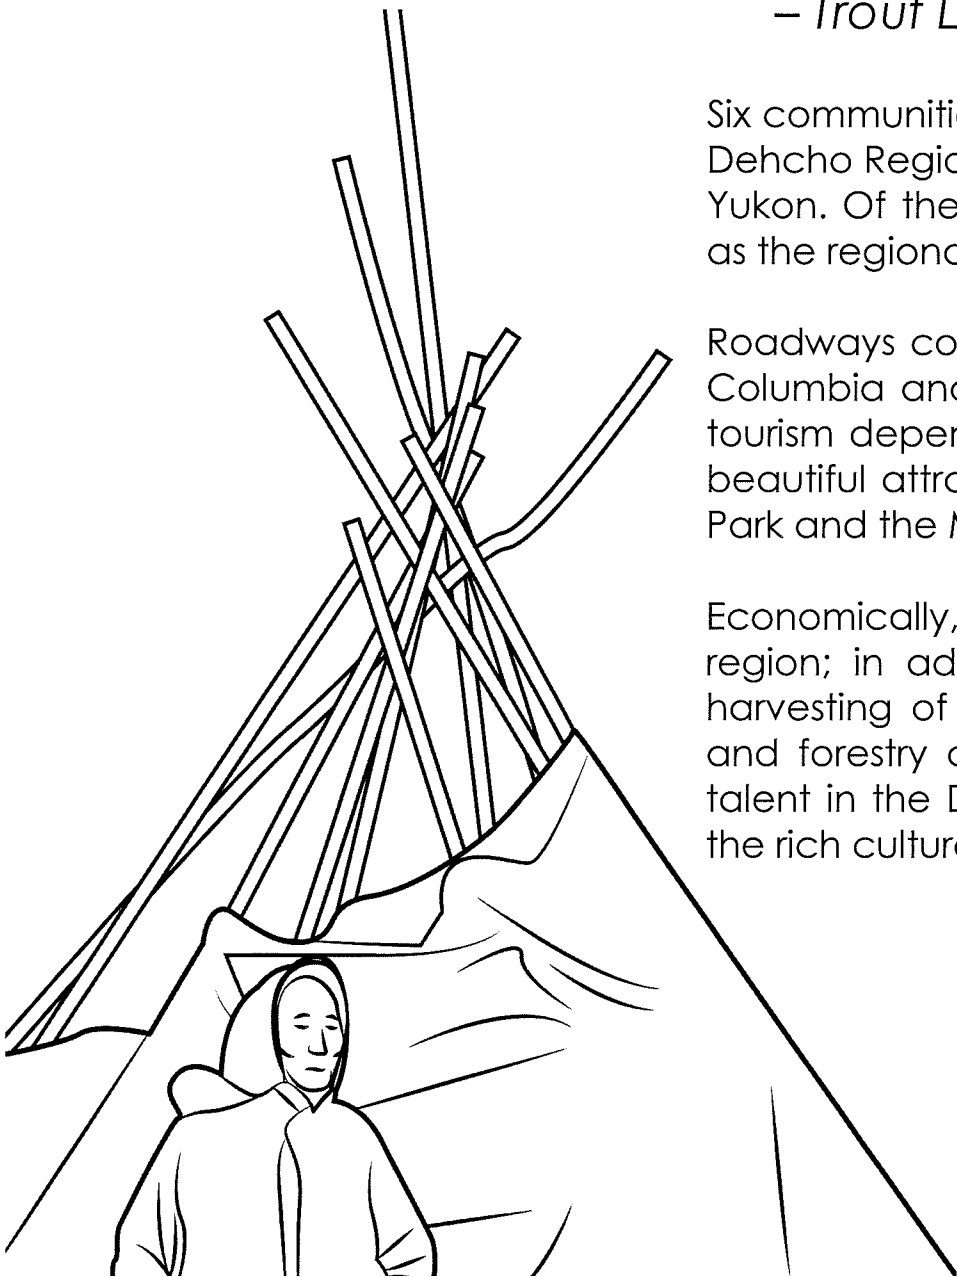 – Trout L
Six communiti
Dehcho Regio
Yukon. Of the
as the regiona
Roadways co
Columbia and
tourism deper
beautiful attra
Park and the
Economically,
region; in ad
harvesting of
and forestry
talent in the
the rich cultur